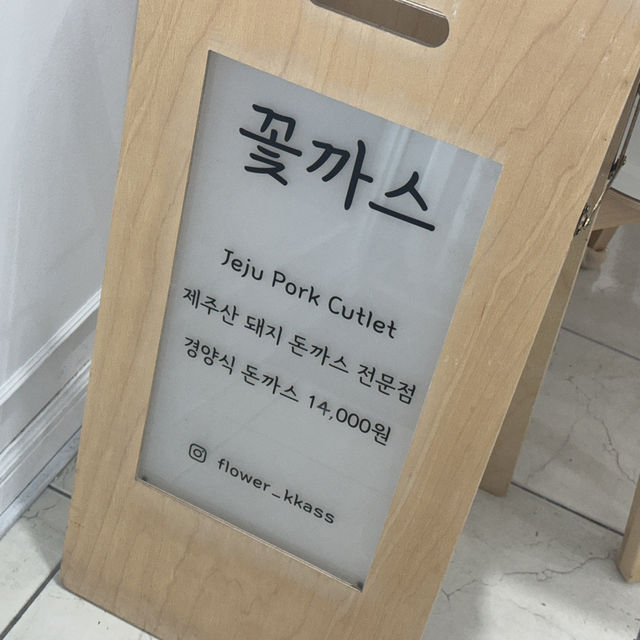 꽃까스
Jeju Pork Cutlet
제주산 돼지 돈까스 전문점
경양식 돈까스 14,000원
flower_kkass